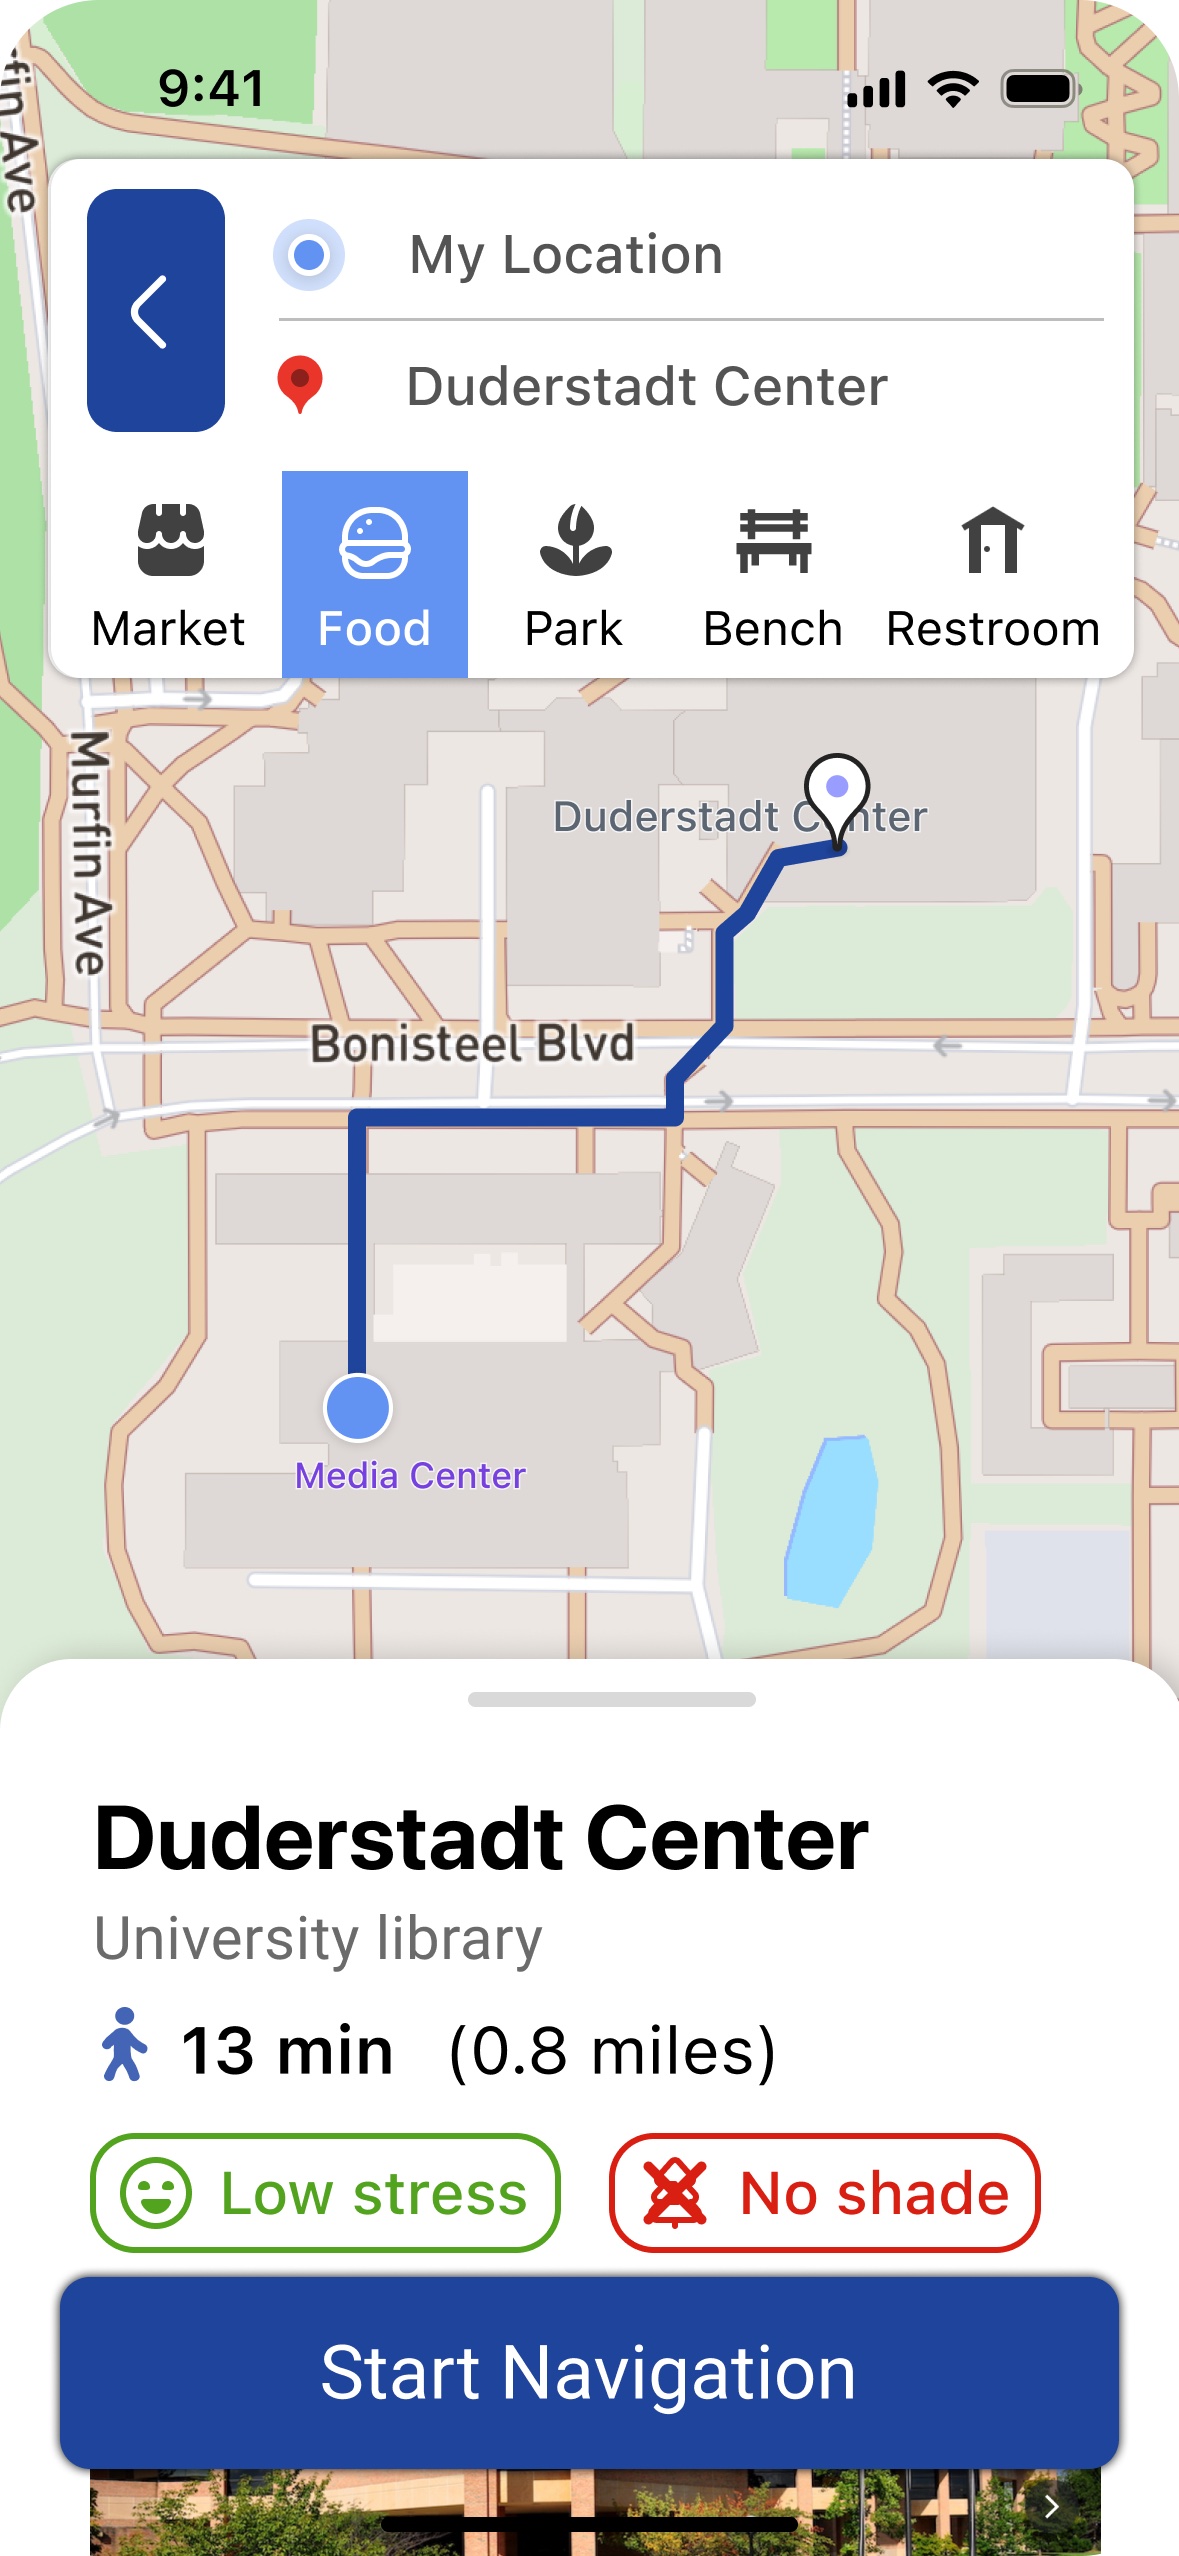 9:41
fin Ave
My Location
Duderstadt Center
Market
Food
Park
Bench
Restroom
Murfin Ave
Duderstadt C nter
Bonisteel Blvd
Media Center
Duderstadt Center
University library
13 min (0.8 miles)
Low stress
No shade
Start Navigation